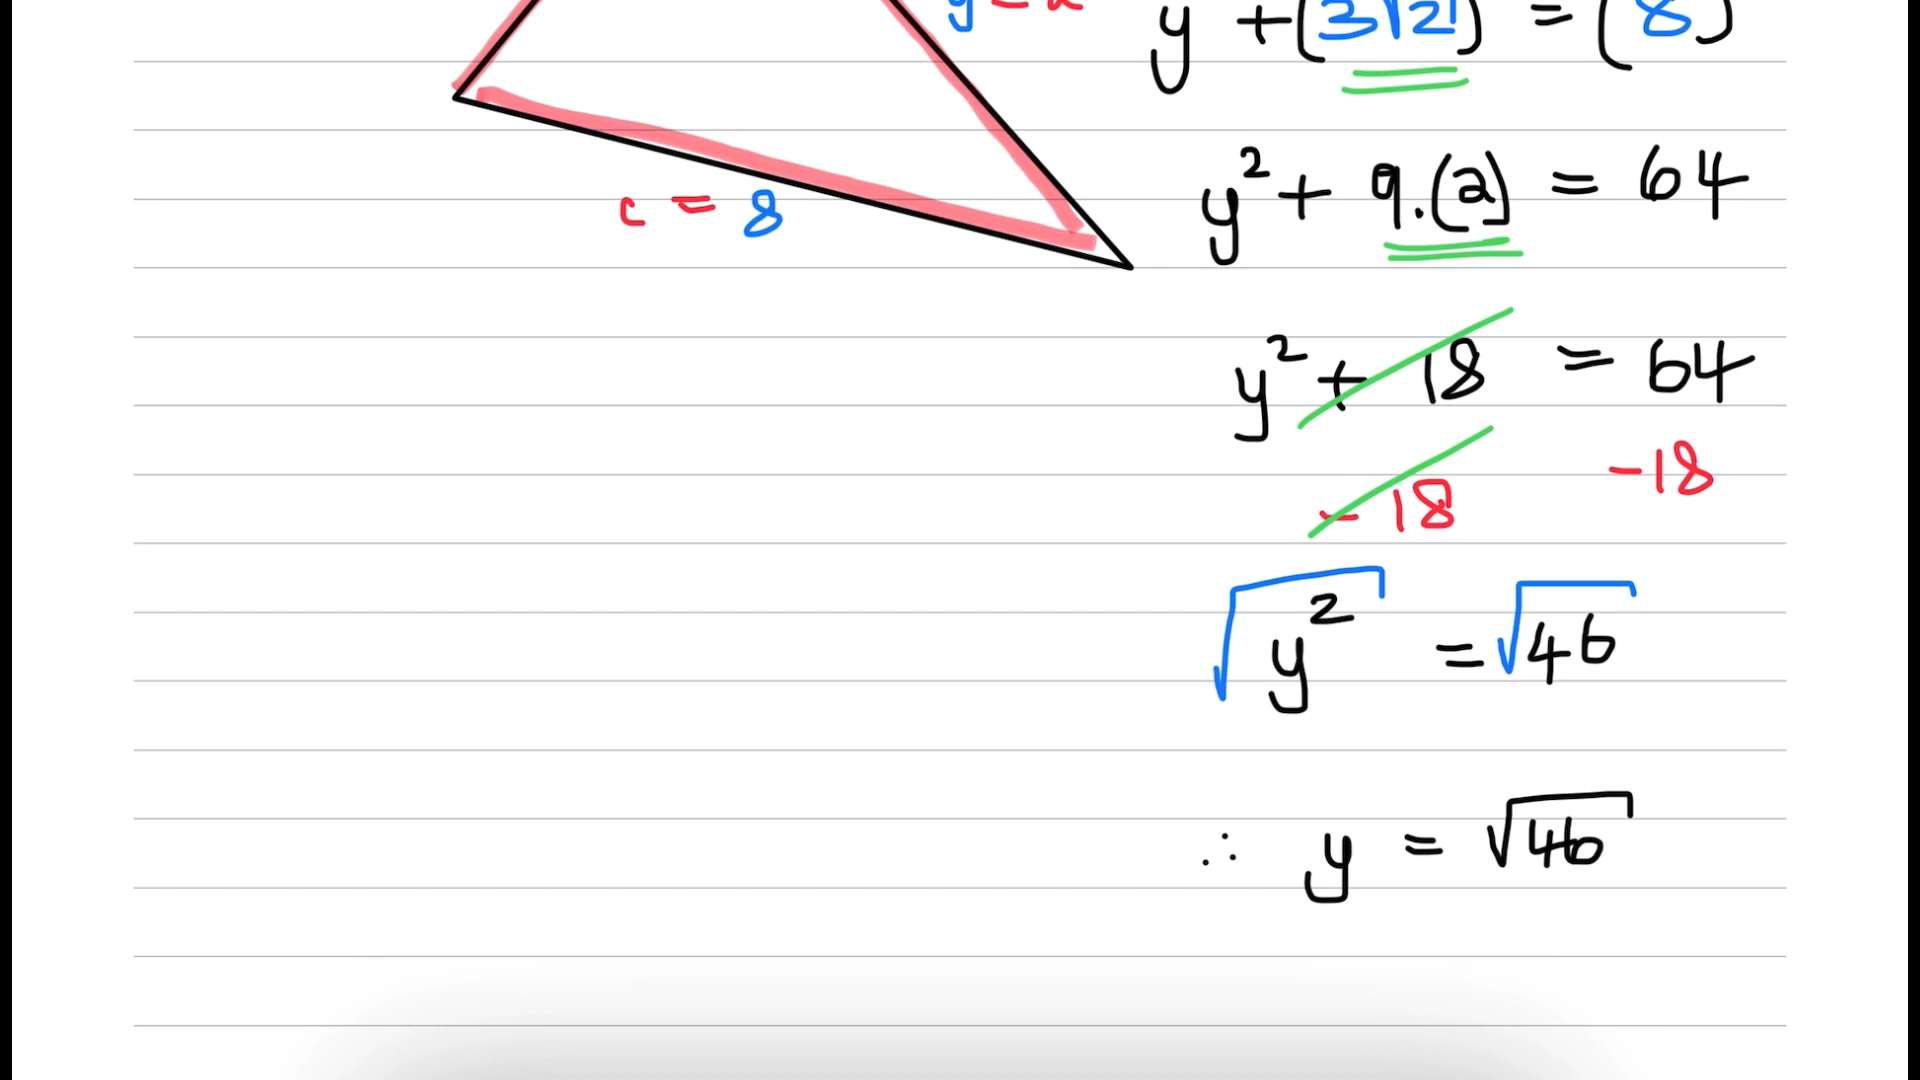 y = a
y + (3√2) = (8)
c = 8
y² + 9.(2) = 64
y² + 18 = 64
- 18 -18
√y² = √46
∴ y = √46